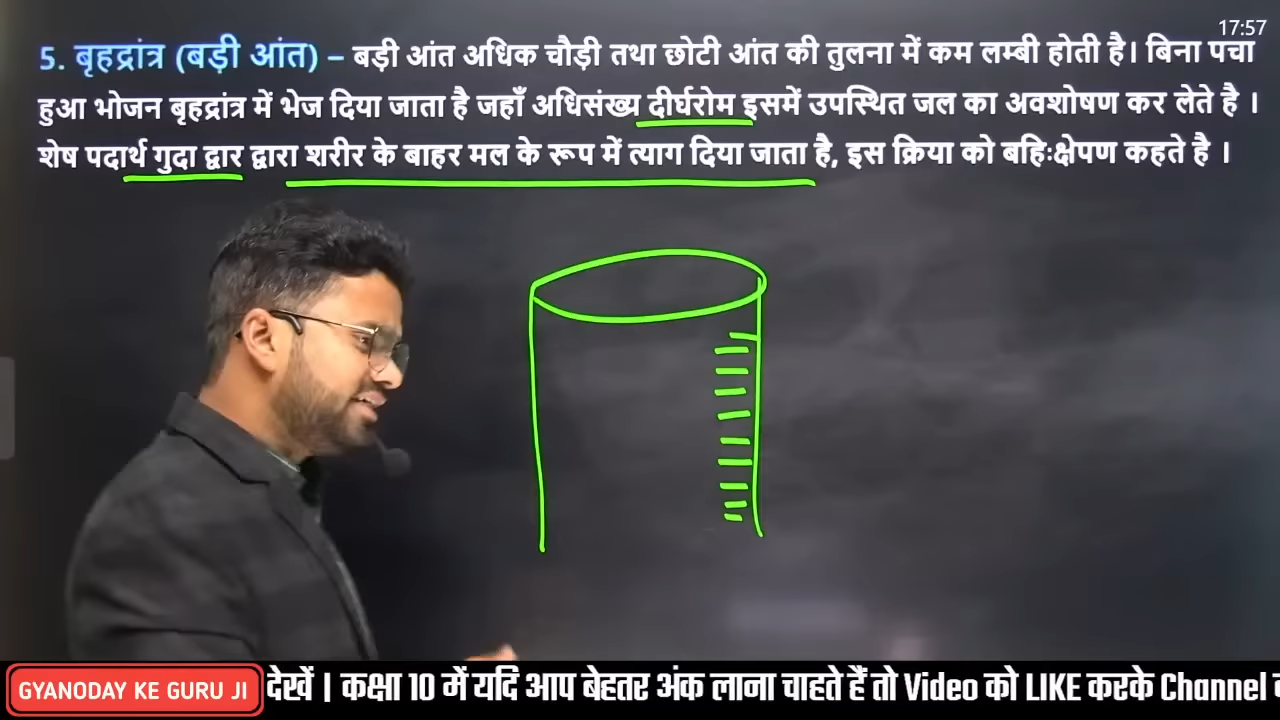 17:57
5. बृहद्रांत्र (बड़ी आंत) – बड़ी आंत अधिक चौड़ी तथा छोटी आंत की तुलना में कम लम्बी होती है। बिना पचा
हुआ भोजन बृहद्रांत्र में भेज दिया जाता है जहाँ अधिसंख्य दीर्घरोम इसमें उपस्थित जल का अवशोषण कर लेते है ।
शेष पदार्थ गुदा द्वार द्वारा शरीर के बाहर मल के रूप में त्याग दिया जाता है, इस क्रिया को बहिःक्षेपण कहते है ।
GYANODAY KE GURU JI देखें । कक्षा 10 में यदि आप बेहतर अंक लाना चाहते हैं तो Video को LIKE करके Channel